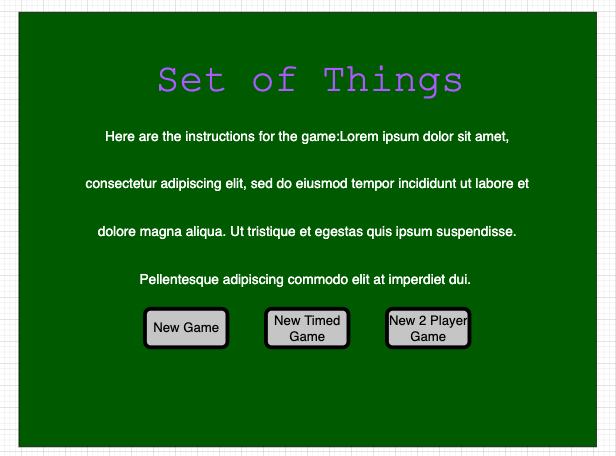 Set of Things
Here are the instructions for the game:Lorem ipsum dolor sit amet,
consectetur adipiscing elit, sed do eiusmod tempor incididunt ut labore et
dolore magna aliqua. Ut tristique et egestas quis ipsum suspendisse.
Pellentesque adipiscing commodo elit at imperdiet dui.
New Game
New Timed
Game
New 2 Player
Game